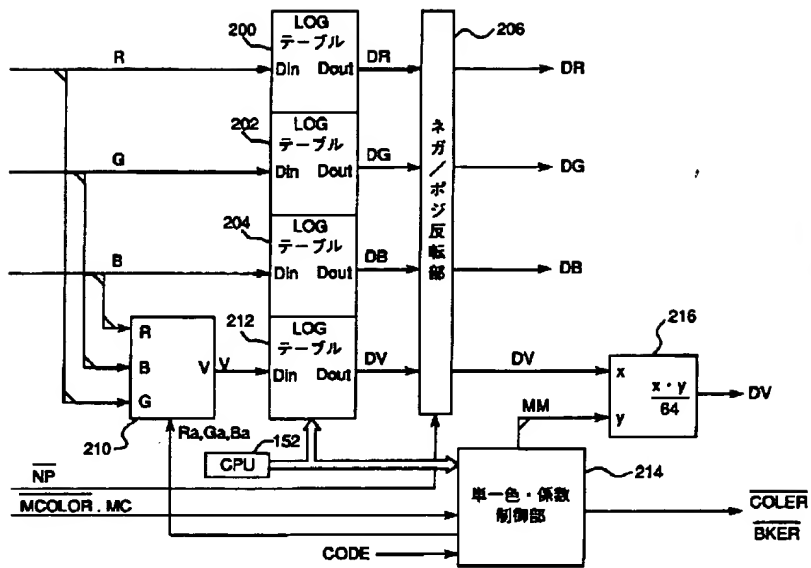 200
LOG
テーブル
206
R
Din Dout
DR
DR
202
LOG
テーブル
G
Din Dout
DG
DG
ネガ/ポジ反転部
204
LOG
テーブル
B
Din Dout
DB
DB
212
LOG
テーブル
216
R
B
G
V
V
Din Dout
DV
DV
x
y
x・y
64
DV
MM
210
Ra,Ga,Ba
152
CPU
214
NP
MCOLOR . MC
単一色・係数
制御部
COLER
BKER
CODE